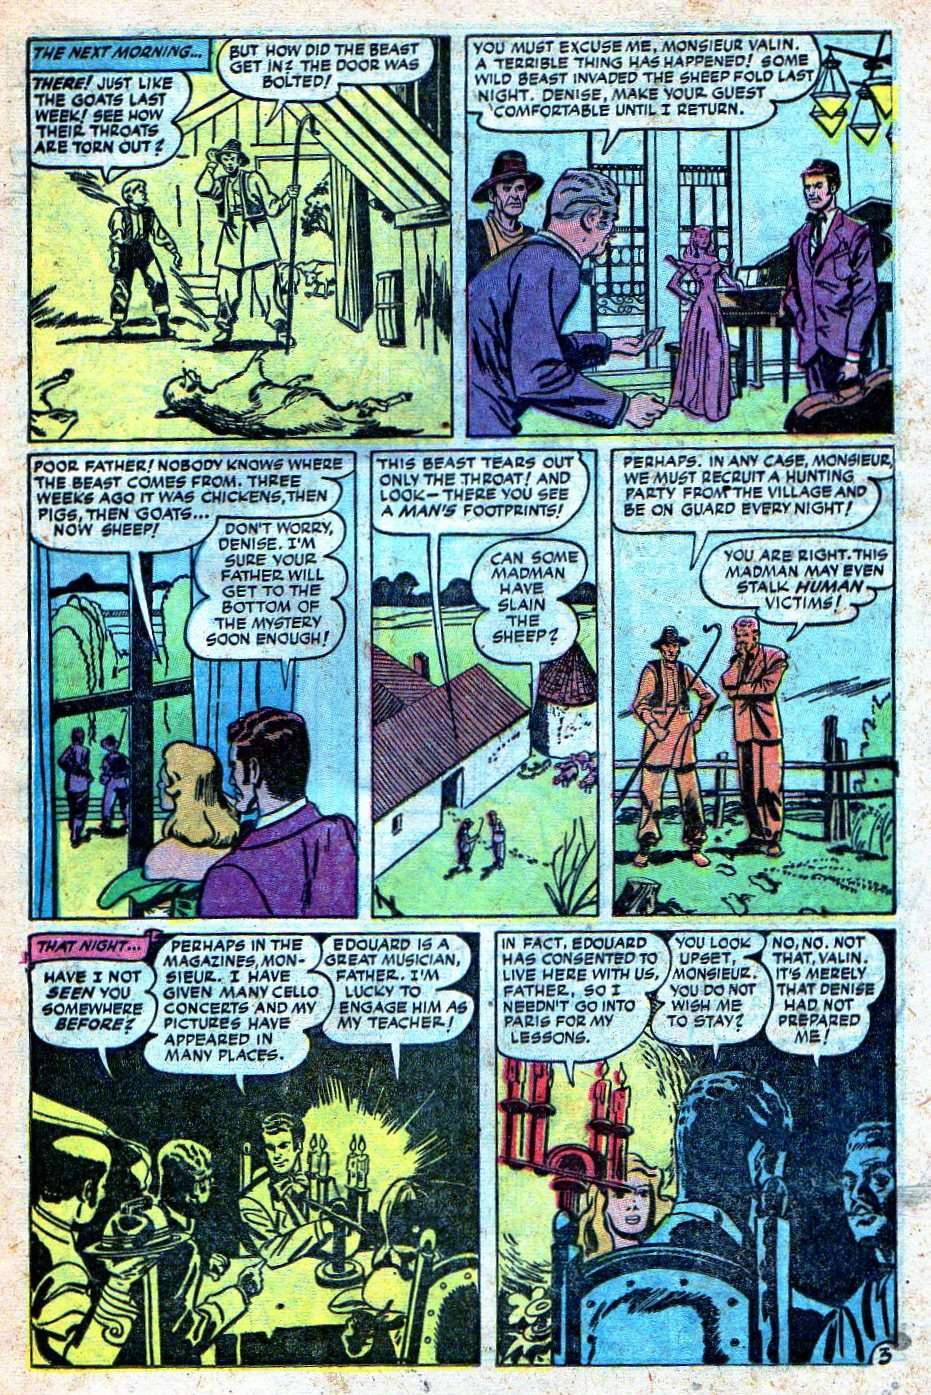 THE NEXT MORNING...
THERE! JUST LIKE
THE GOATS LAST
WEEK! SEE HOW
THEIR THROATS
ARE TORN OUT?
BUT HOW DID THE BEAST
GET IN? THE DOOR WAS
BOLTED!
YOU MUST EXCUSE ME, MONSIEUR VALIN.
A TERRIBLE THING HAS HAPPENED! SOME
WILD BEAST INVADED THE SHEEP FOLD LAST
NIGHT. DENISE, MAKE YOUR GUEST
COMFORTABLE UNTIL I RETURN.
POOR FATHER! NOBODY KNOWS WHERE
THE BEAST COMES FROM. THREE
WEEKS AGO IT WAS CHICKENS, THEN
PIGS, THEN GOATS...
NOW SHEEP!
DON'T WORRY,
DENISE. I'M
SURE YOUR
FATHER WILL
GET TO THE
BOTTOM OF
THE MYSTERY
SOON ENOUGH!
THIS BEAST TEARS OUT
ONLY THE THROAT! AND
LOOK- THERE YOU SEE
A MAN'S FOOTPRINTS!
CAN SOME
MADMAN
HAVE
SLAIN
THE
SHEEP?
PERHAPS. IN ANY CASE, MONSIEUR,
WE MUST RECRUIT A HUNTING
PARTY FROM THE VILLAGE AND
BE ON GUARD EVERY NIGHT!
YOU ARE RIGHT. THIS
MADMAN MAY EVEN
STALK HUMAN
VICTIMS!
THAT NIGHT...
HAVE I NOT
SEEN YOU
SOMEWHERE
BEFORE?
PERHAPS IN THE
MAGAZINES, MON-
SIEUR. I HAVE
GIVEN MANY CELLO
CONCERTS AND MY
PICTURES HAVE
APPEARED IN
MANY PLACES.
EDOUARD IS A
GREAT MUSICIAN,
FATHER. I'M
LUCKY TO
ENGAGE HIM AS
MY TEACHER!
IN FACT, EDOUARD
HAS CONSENTED TO
LIVE HERE WITH US,
FATHER, SO I
NEEDN'T GO INTO
PARIS FOR MY
LESSONS.
YOU LOOK
UPSET,
MONSIEUR.
YOU DO NOT
WISH ME
TO STAY?
NO, NO. NOT
THAT, VALIN.
IT'S MERELY
THAT DENISE
HAD NOT
PREPARED
ME!
3